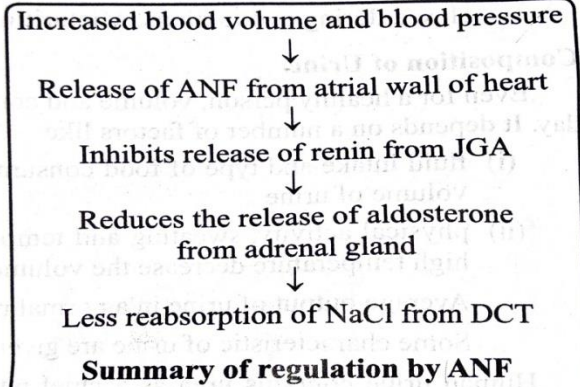 Increased blood volume and blood pressure
↓
Release of ANF from atrial wall of heart
↓
Inhibits release of renin from JGA
↓
Reduces the release of aldosterone
from adrenal gland
↓
Less reabsorption of NaCl from DCT
Summary of regulation by ANF